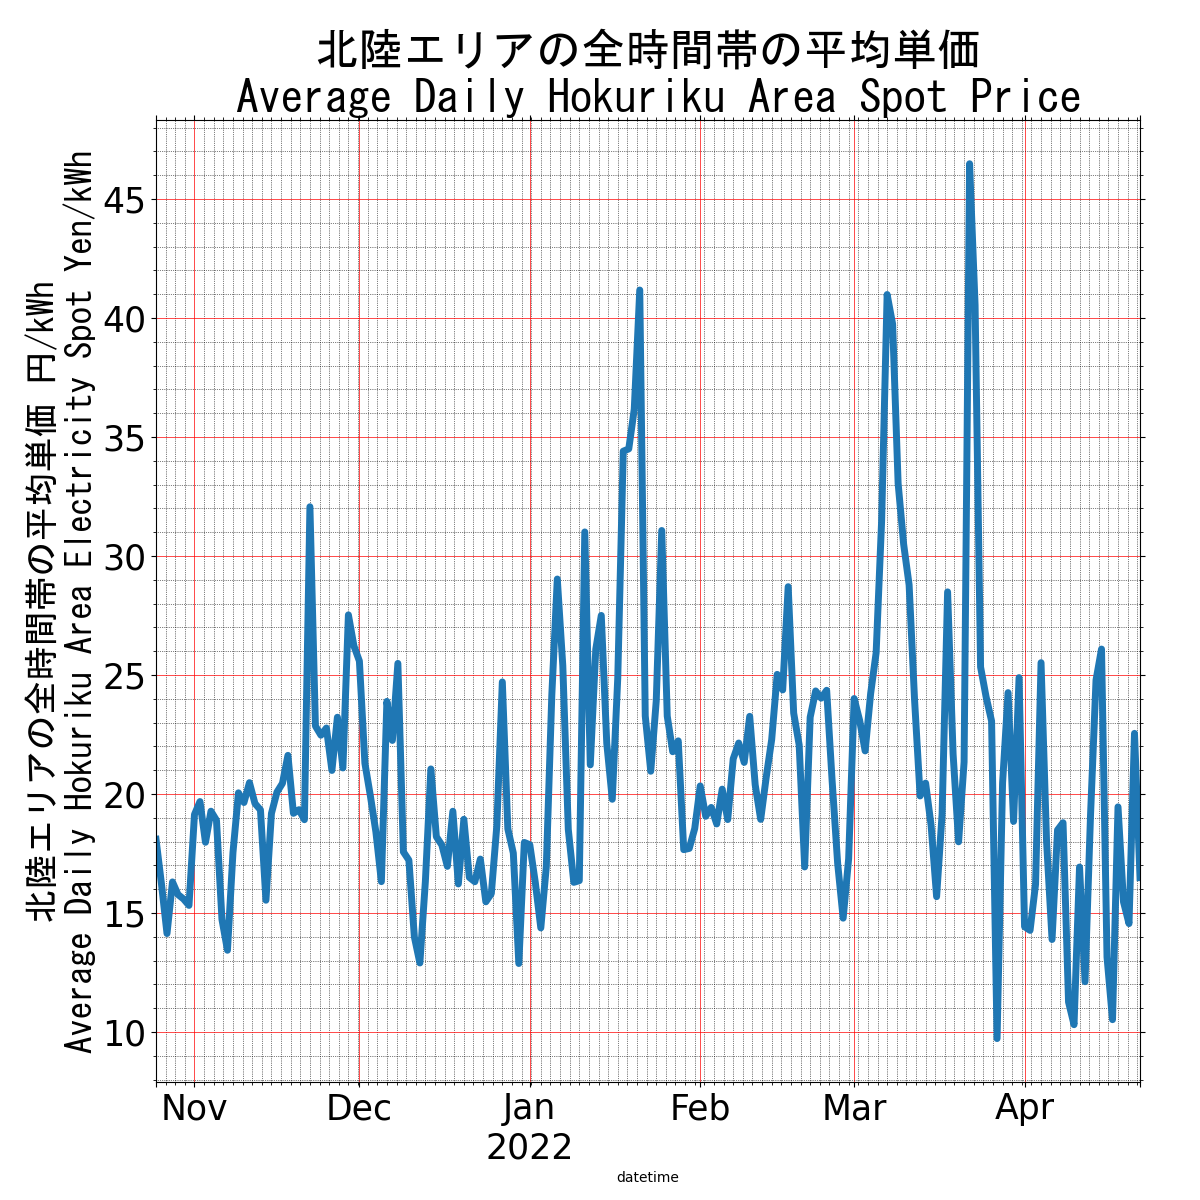 北陸エリアの全時間帯の平均単価
Average Daily Hokuriku Area Spot Price
北陸エリアの全時間帯の平均単価 円/kWh
Average Daily Hokuriku Area Electricity Spot Yen/kWh
45
40
35
30
25
20
15
10
Nov
Dec
Jan
2022
Feb
Mar
Apr
datetime